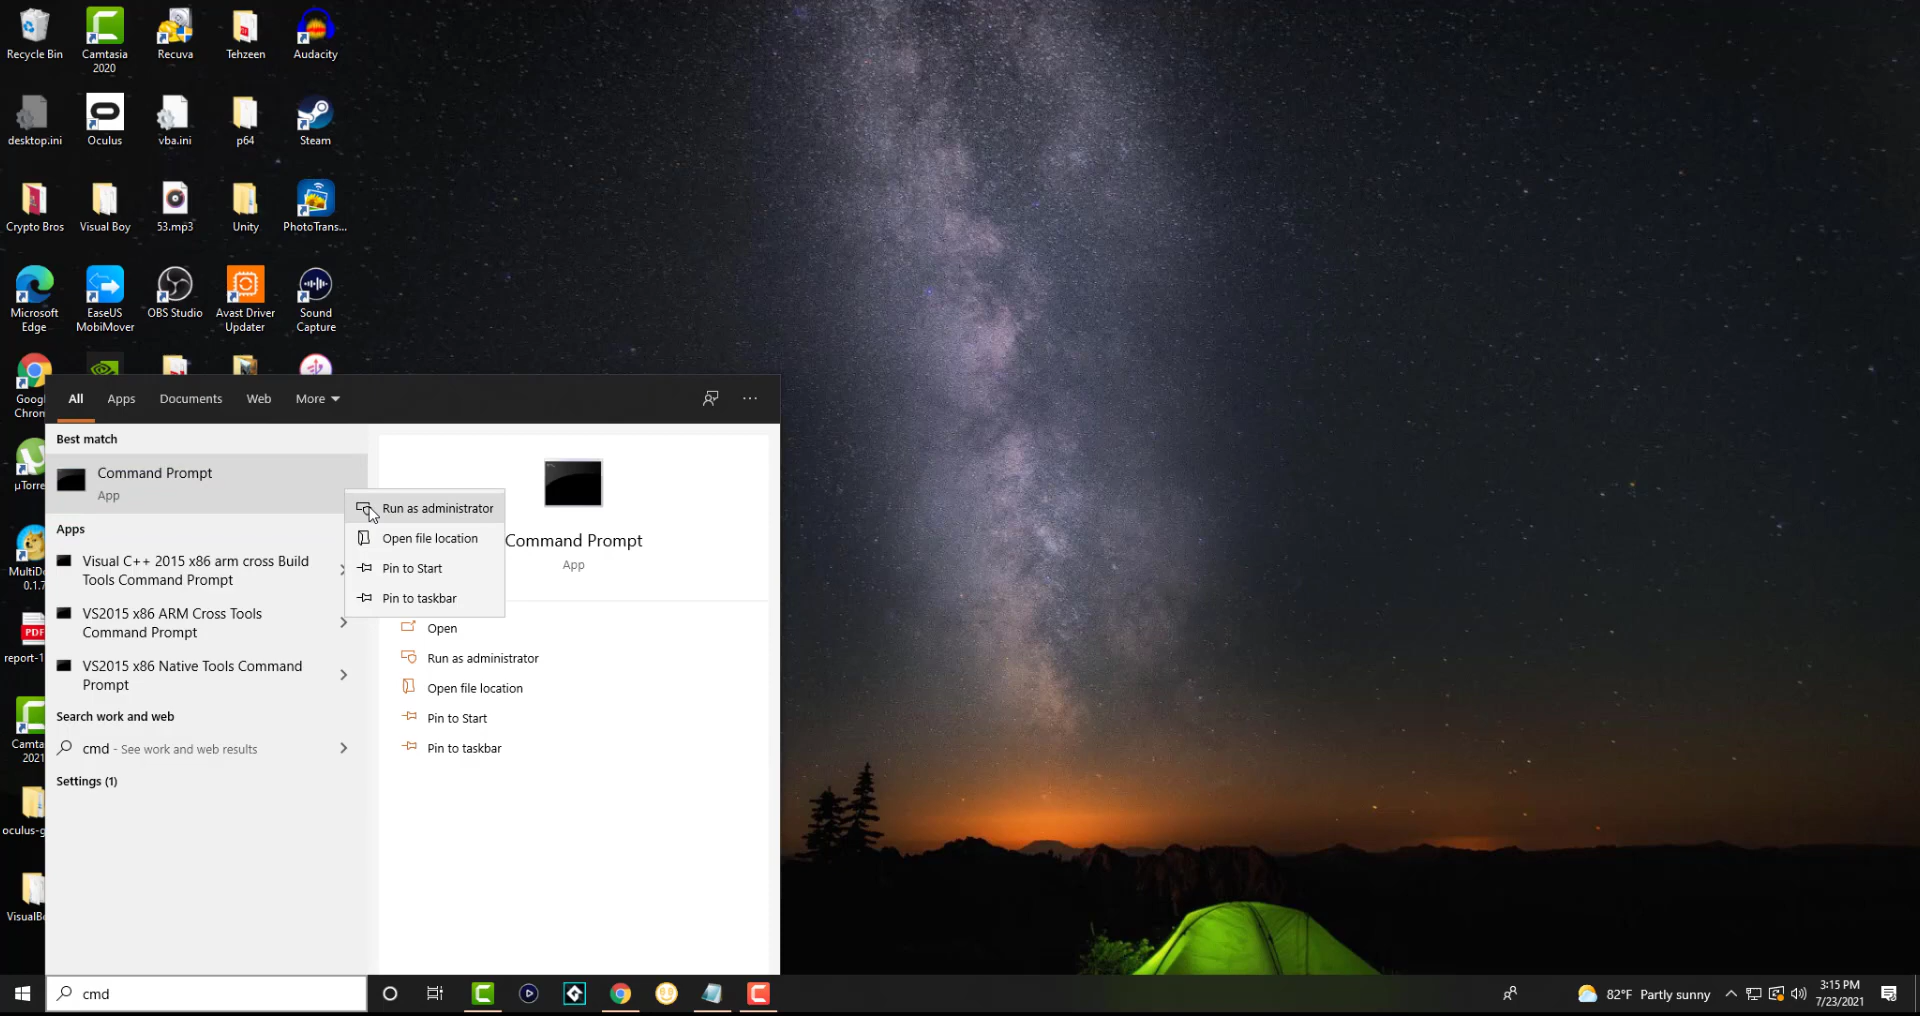 Recycle Bin
Camtasia
2020
Recuva
Tehzeen
Audacity
desktop.ini
Oculus
vba.ini
p64
Steam
Crypto Bros
Visual Boy
53.mp3
Unity
PhotoTrans...
Microsoft
Edge
EaseUS
MobiMover
OBS Studio
Avast Driver
Updater
Sound
Capture
Googl
Chron
µTorre
MultiDo
0.1.7
PDF
report-1
Camta
2021
oculus-g
VisualBo
All
Apps
Documents
Web
More
Best match
Command Prompt
App
Apps
Visual C++ 2015 x86 arm cross Build
Tools Command Prompt
VS2015 x86 ARM Cross Tools
Command Prompt
VS2015 x86 Native Tools Command
Prompt
Search work and web
cmd - See work and web results
Settings (1)
Run as administrator
Open file location
Pin to Start
Pin to taskbar
Command Prompt
App
Open
Run as administrator
Open file location
Pin to Start
Pin to taskbar
cmd
82°F Partly sunny
3:15 PM
7/23/2021